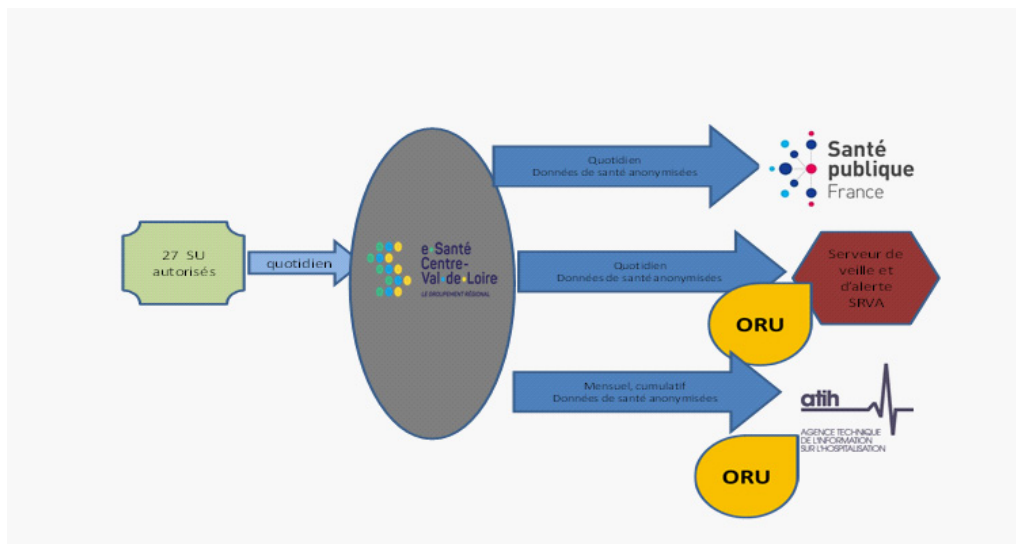 27 SU
autorisés
quotidien
e·Santé
Centre-
Val·de·Loire
LE GROUPEMENT RÉGIONAL
Quotidien
Données de santé anonymisées
Santé
publique
France
Quotidien
Données de santé anonymisées
Serveur de
veille et
d'alerte
SRVA
ORU
Mensuel, cumulatif
Données de santé anonymisées
atih
AGENCE TECHNIQUE
DE L'INFORMATION
SUR L'HOSPITALISATION
ORU